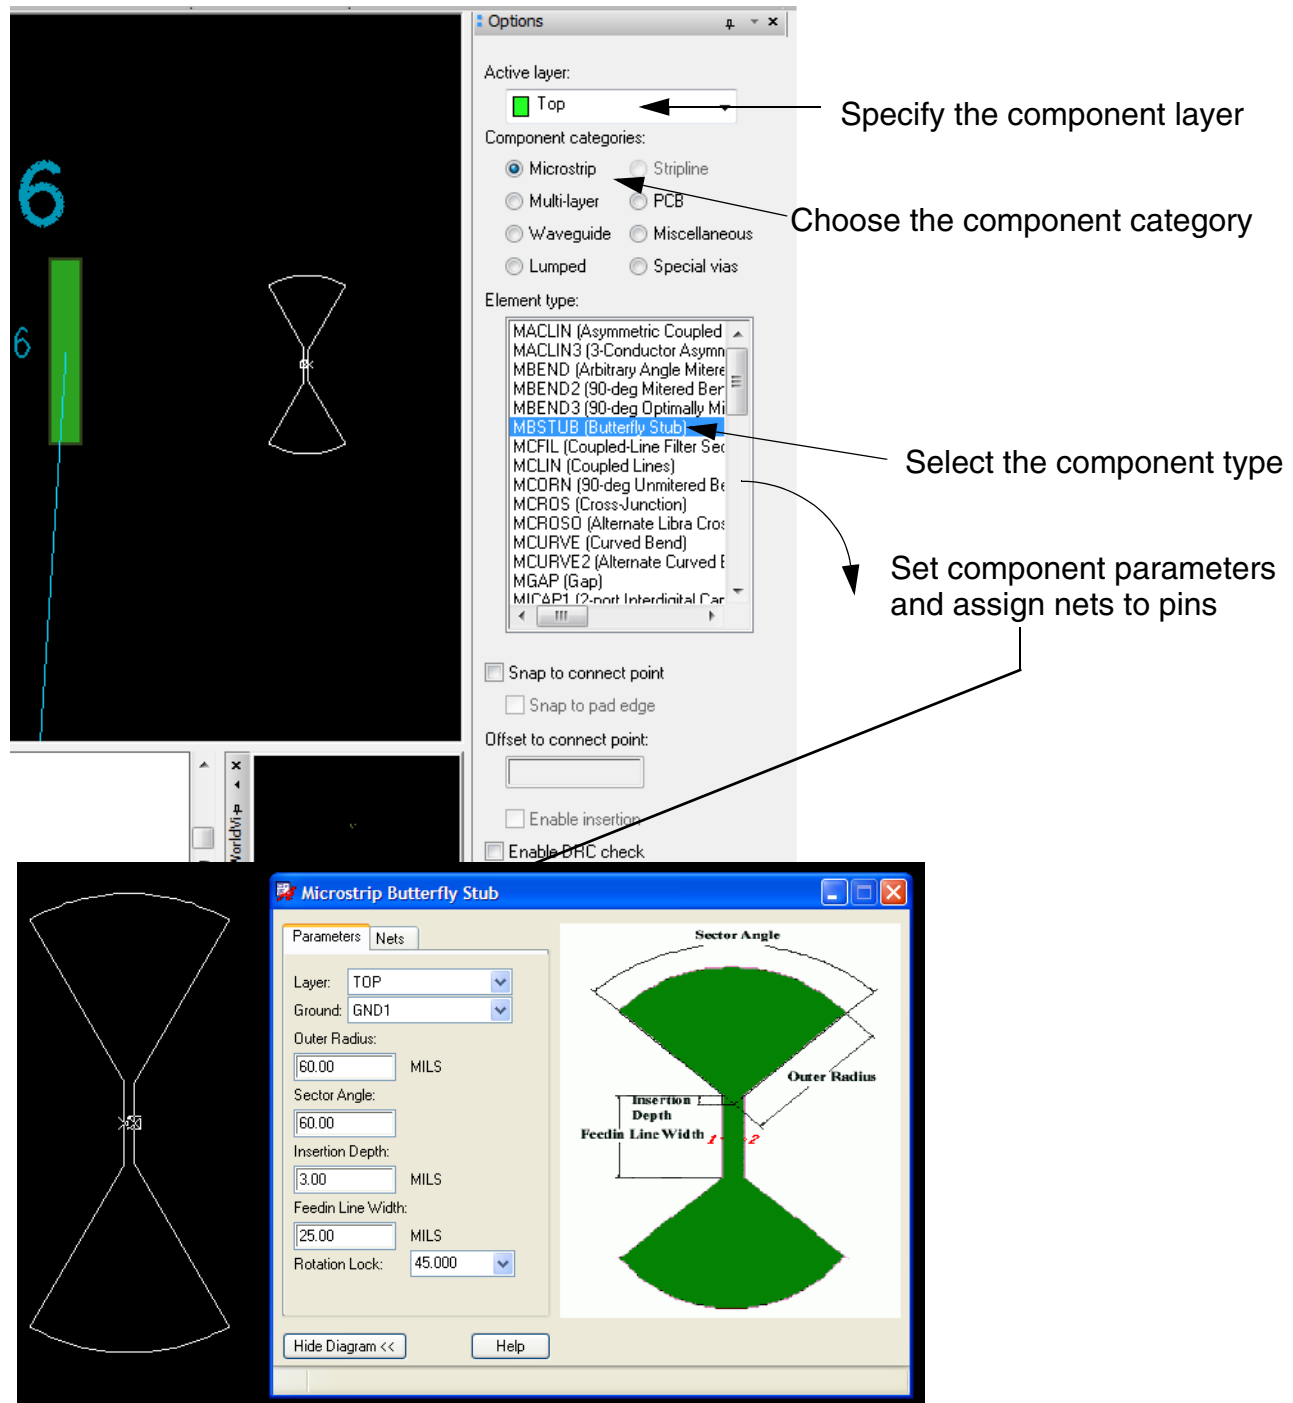 Options
Active layer:
Top
Specify the component layer
Component categories:
Microstrip Stripline
Multi-layer PCB
Choose the component category
Waveguide Miscellaneous
Lumped Special vias
6
6
Element type:
MACLIN (Asymmetric Coupled
MACLIN3 (3-Conductor Asymm
MBEND (Arbitrary Angle Mitere
MBEND2 (90-deg Mitered Ber
MBEND3 (90-deg Optimally Mi
MBSTUB (Butterfly Stub)
MCFIL (Coupled-Line Filter Sec
MCLIN (Coupled Lines)
MCORN (90-deg Unmitered Be
MCROS (Cross-Junction)
MCROSO (Alternate Libra Cros
MCURVE (Curved Bend)
MCURVE2 (Alternate Curved B
MGAP (Gap)
MICAP1 (2-port Interdigital Cap
Select the component type
Set component parameters
and assign nets to pins
Snap to connect point
Snap to pad edge
Offset to connect point:
Enable insertion
Enable DRC check
WorldVi
Microstrip Butterfly Stub
Parameters Nets
Layer: TOP
Ground: GND1
Outer Radius:
60.00 MILS
Sector Angle:
60.00
Insertion Depth:
3.00 MILS
Feedin Line Width:
25.00 MILS
Rotation Lock: 45.000
Hide Diagram << Help
Sector Angle
Outer Radius
Insertion
Depth
Feedin Line Width 1 2